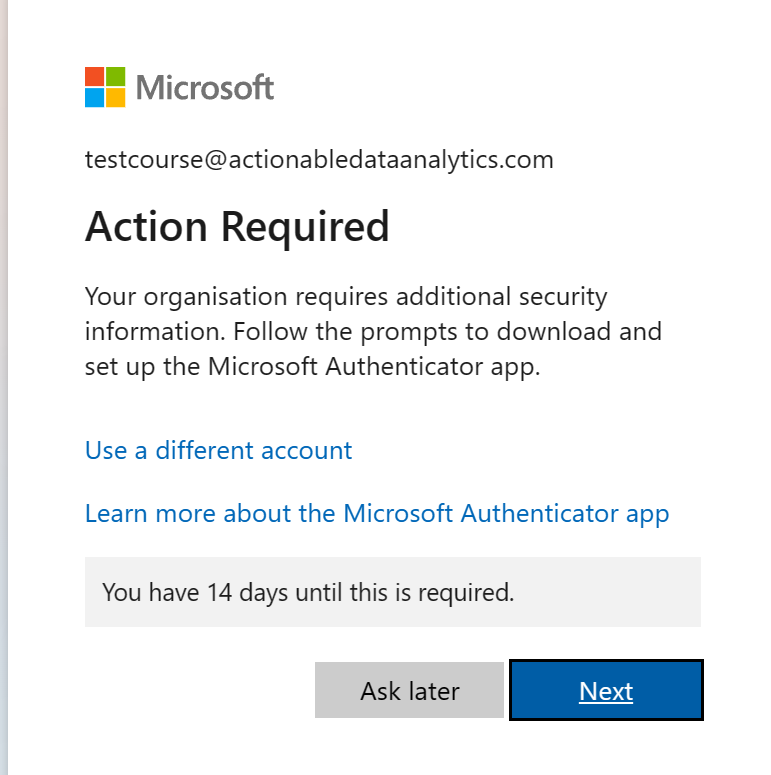 Microsoft
testcourse@actionabledataanalytics.com
Action Required
Your organisation requires additional security
information. Follow the prompts to download and
set up the Microsoft Authenticator app.
Use a different account
Learn more about the Microsoft Authenticator app
You have 14 days until this is required.
Ask later
Next